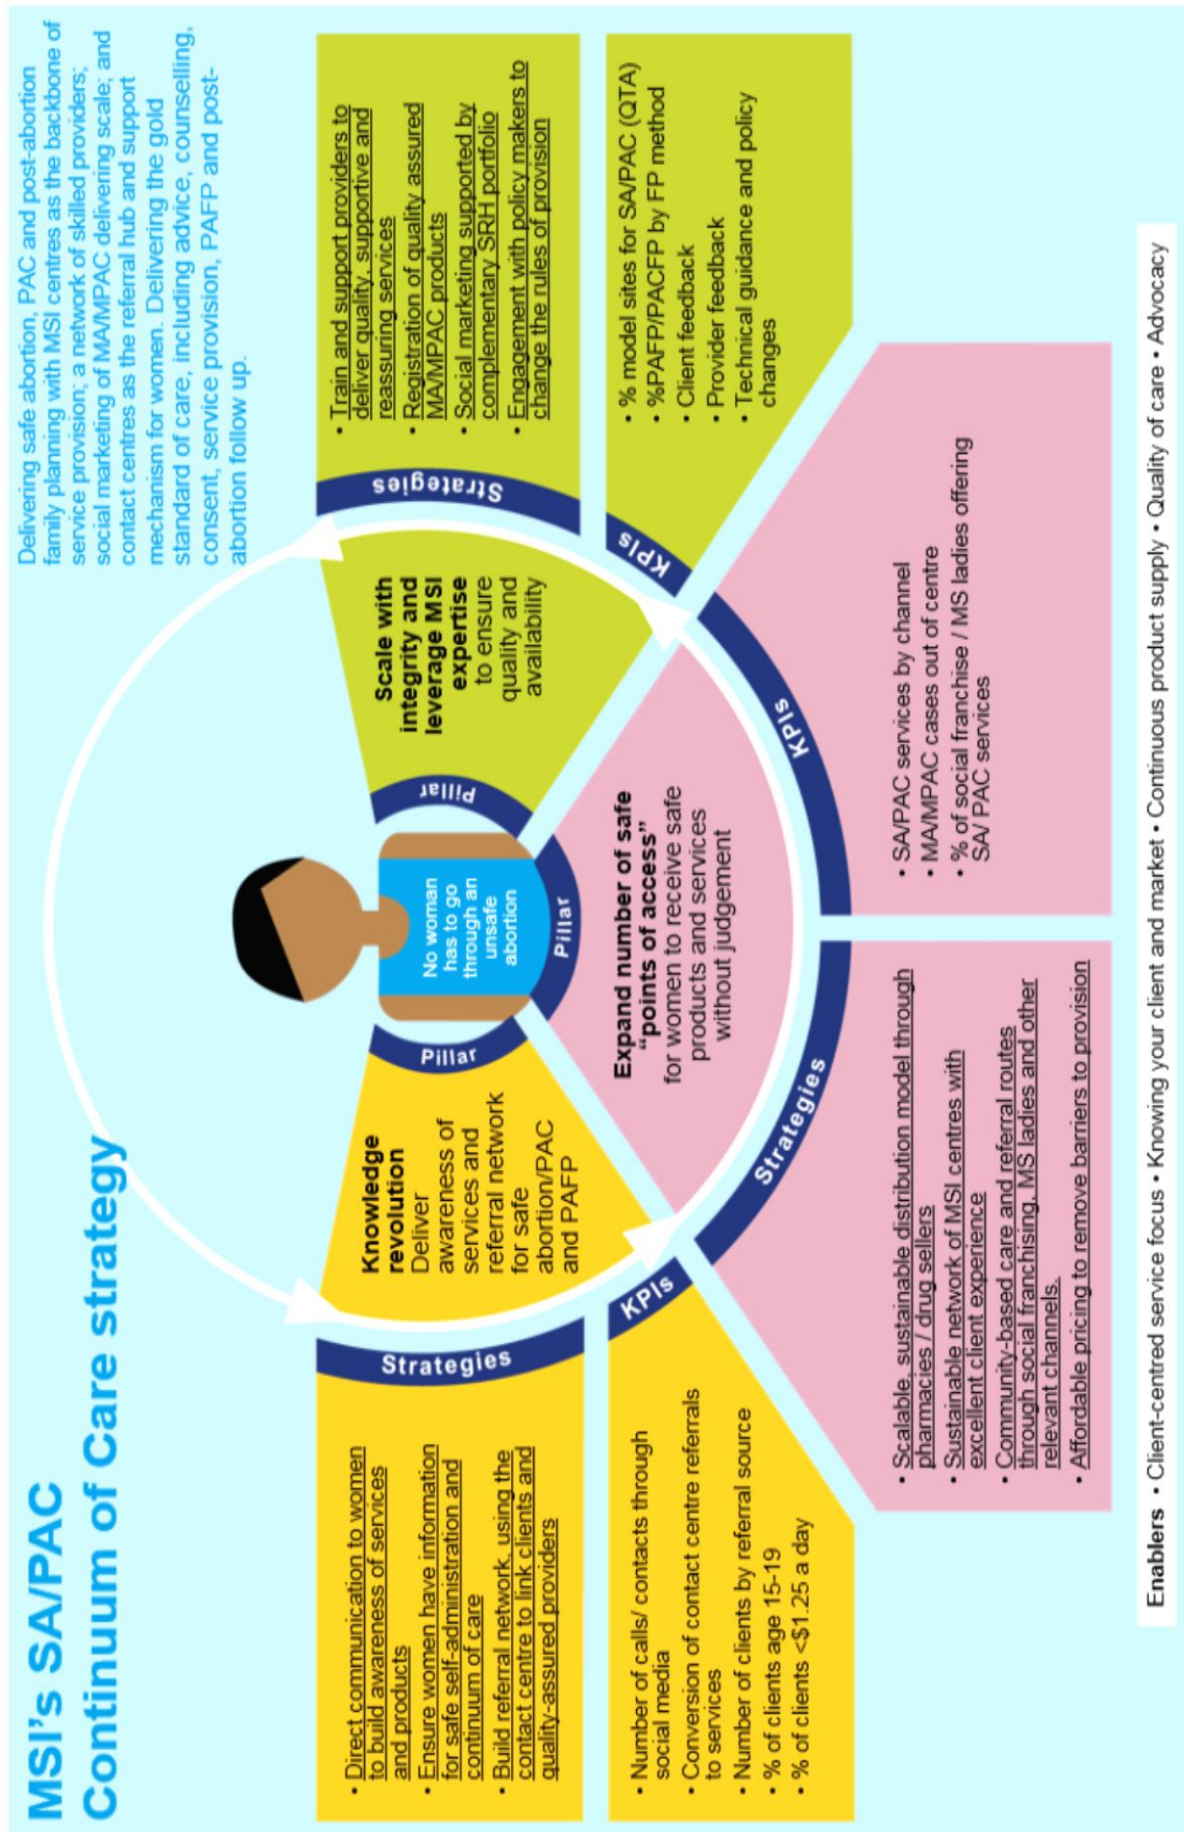 MSI's SA/PAC
Continuum of Care strategy
Delivering safe abortion, PAC and post-abortion
family planning with MSI centres as the backbone of
service provision; a network of skilled providers;
social marketing of MA/MPAC delivering scale; and
contact centres as the referral hub and support
mechanism for women. Delivering the gold
standard of care, including advice, counselling,
consent, service provision, PAFP and post-
abortion follow up.
No woman
has to go
through an
unsafe
abortion
Pillar
Knowledge
revolution
Deliver
awareness of
services and
referral network
for safe
abortion/PAC
and PAFP
Strategies
• Direct communication to women
to build awareness of services
and products
• Ensure women have information
for safe self-administration and
continuum of care
• Build referral network, using the
contact centre to link clients and
quality-assured providers
KPIs
• Number of calls/ contacts through
social media
• Conversion of contact centre referrals
to services
• Number of clients by referral source
• % of clients age 15-19
• % of clients <$1.25 a day
Pillar
Expand number of safe
“points of access”
for women to receive safe
products and services
without judgement
Strategies
• Scalable, sustainable distribution model through
pharmacies / drug sellers
• Sustainable network of MSI centres with
excellent client experience
• Community-based care and referral routes
through social franchising, MS ladies and other
relevant channels.
• Affordable pricing to remove barriers to provision
KPIs
• SA/PAC services by channel
• MA/MPAC cases out of centre
• % of social franchise / MS ladies offering
SA/ PAC services
Pillar
Scale with
integrity and
leverage MSI
expertise
to ensure
quality and
availability
Strategies
• Train and support providers to
deliver quality, supportive and
reassuring services
• Registration of quality assured
MA/MPAC products
• Social marketing supported by
complementary SRH portfolio
• Engagement with policy makers to
change the rules of provision
KPIs
• % model sites for SA/PAC (QTA)
• %PAFP/PACFP by FP method
• Client feedback
• Provider feedback
• Technical guidance and policy
changes
Enablers • Client-centred service focus • Knowing your client and market • Continuous product supply • Quality of care • Advocacy